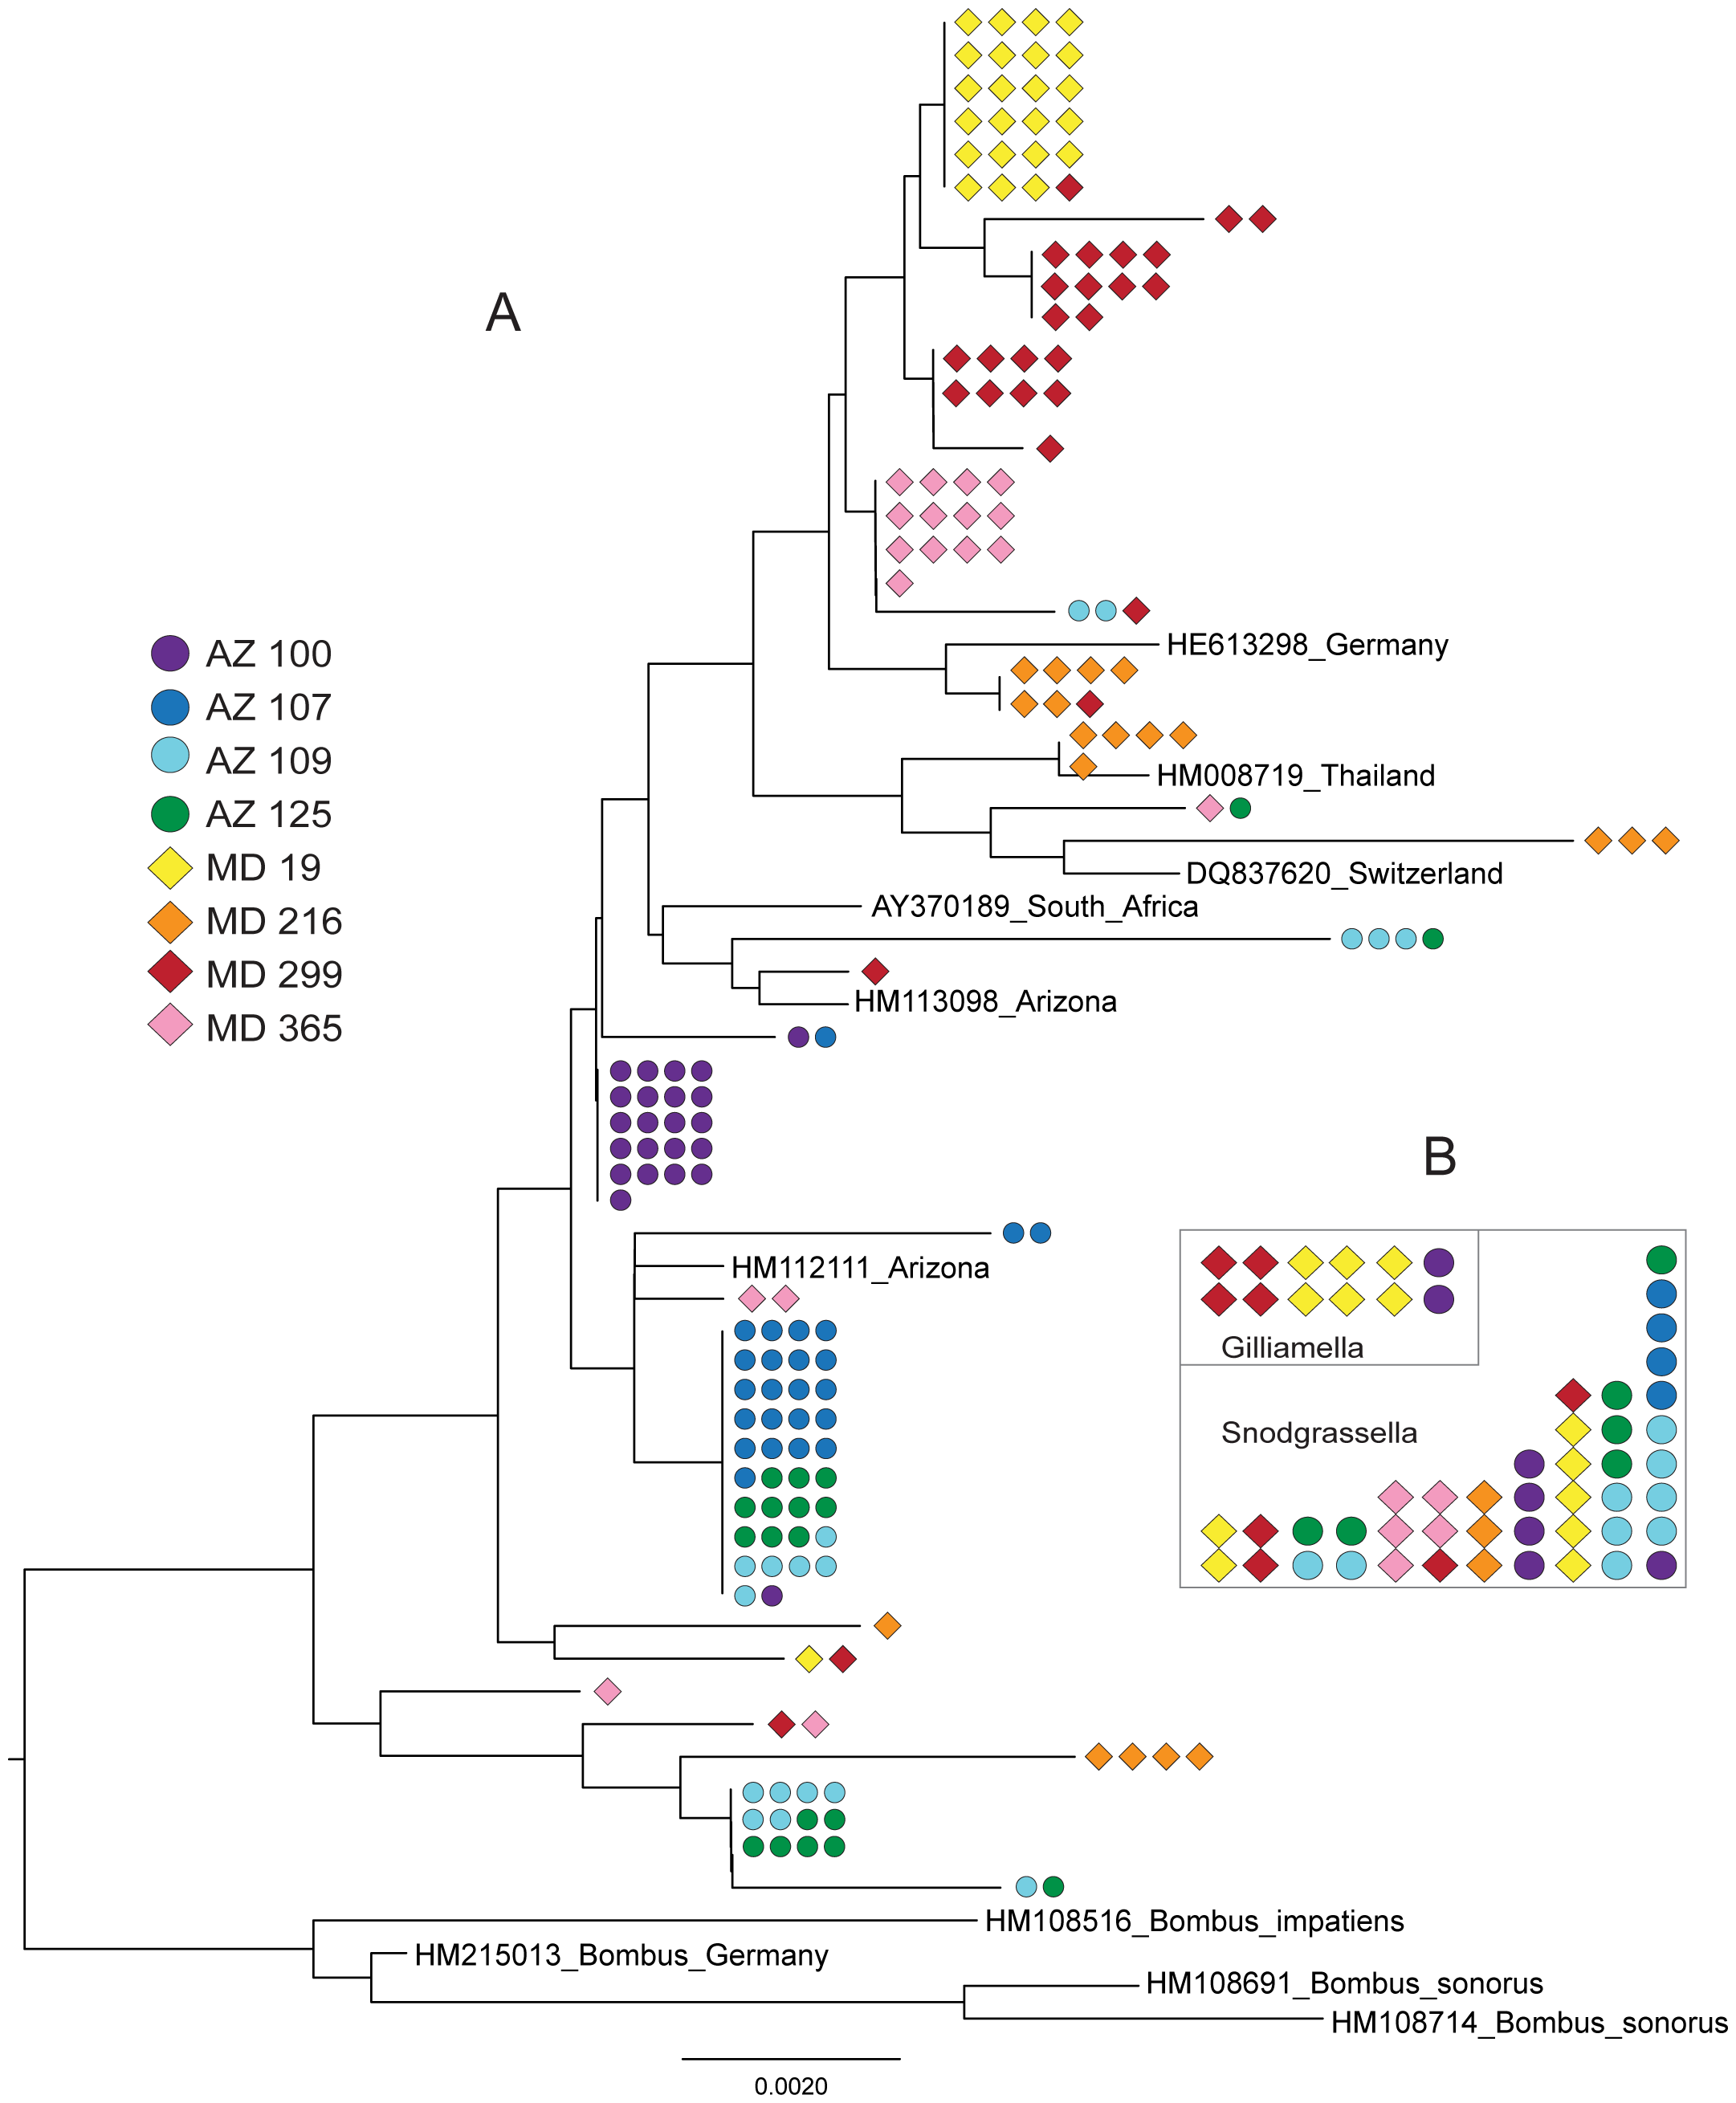 A
AZ 100
AZ 107
AZ 109
AZ 125
MD 19
MD 216
MD 299
MD 365
HE613298_Germany
HM008719_Thailand
DQ837620_Switzerland
AY370189_South_Africa
HM113098_Arizona
HM112111_Arizona
B
Gilliamella
Snodgrassella
HM108516_Bombus_impatiens
HM215013_Bombus_Germany
HM108691_Bombus_sonorus
HM108714_Bombus_sonorus
0.0020